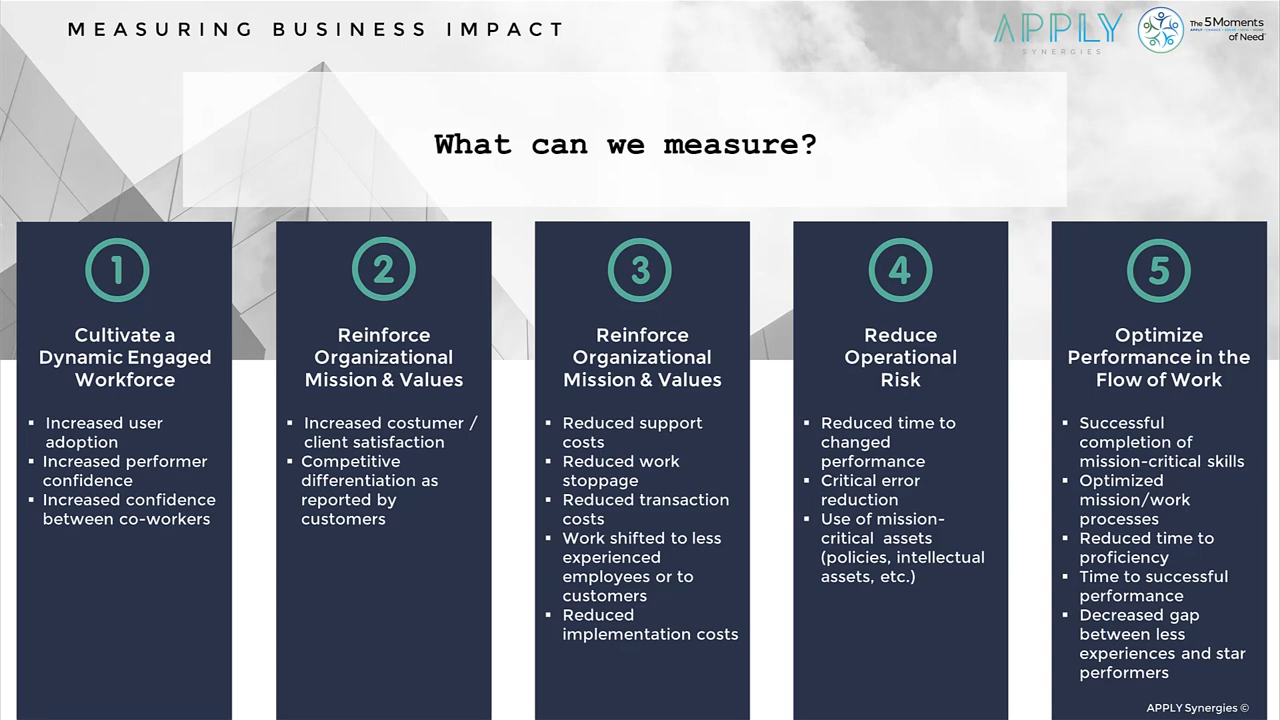 MEASURING BUSINESS IMPACT
APPLY
SYNERGIES
The 5 Moments
of Need
What can we measure?
1
Cultivate a
Dynamic Engaged
Workforce
▪ Increased user
adoption
▪ Increased performer
confidence
▪ Increased confidence
between co-workers
2
Reinforce
Organizational
Mission & Values
▪ Increased costumer /
client satisfaction
▪ Competitive
differentiation as
reported by
customers
3
Reinforce
Organizational
Mission & Values
▪ Reduced support
costs
▪ Reduced work
stoppage
▪ Reduced transaction
costs
▪ Work shifted to less
experienced
employees or to
customers
▪ Reduced
implementation costs
4
Reduce
Operational
Risk
▪ Reduced time to
changed
performance
▪ Critical error
reduction
▪ Use of mission-
critical assets
(policies, intellectual
assets, etc.)
5
Optimize
Performance in the
Flow of Work
▪ Successful
completion of
mission-critical skills
▪ Optimized
mission/work
processes
▪ Reduced time to
proficiency
▪ Time to successful
performance
▪ Decreased gap
between less
experiences and star
performers
APPLY Synergies ©